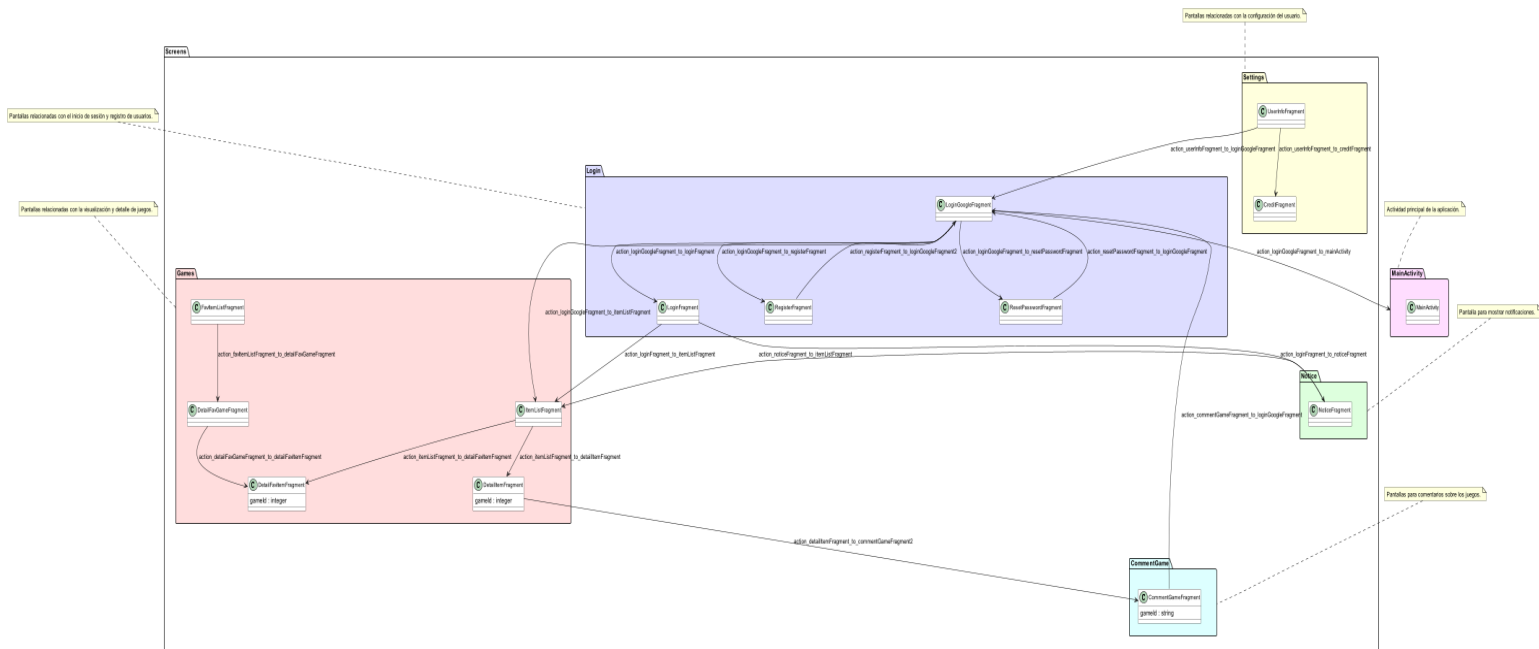 Pantallas relacionadas con la configuración del usuario.
Screens
Settings
C UserInfoFragment
Pantallas relacionadas con el inicio de sesión y registro de usuarios.
action_userInfoFragment_to_loginGoogleFragment
action_userInfoFragment_to_creditFragment
Login
C LoginGoogleFragment
C CreditFragment
Pantallas relacionadas con la visualización y detalle de juegos.
Actividad principal de la aplicación.
action_loginGoogleFragment_to_loginFragment
action_loginGoogleFragment_to_registerFragment
action_registerFragment_to_loginGoogleFragment2
action_loginGoogleFragment_to_resetPasswordFragment
action_resetPasswordFragment_to_loginGoogleFragment
action_loginGoogleFragment_to_mainActivity
Games
MainActivity
C FavItemListFragment
C LoginFragment
C RegisterFragment
C ResetPasswordFragment
C MainActivity
action_loginGoogleFragment_to_itemListFragment
Pantalla para mostrar notificaciones.
action_favItemListFragment_to_detailFavGameFragment
action_loginFragment_to_itemListFragment
action_noticeFragment_to_itemListFragment
action_loginFragment_to_noticeFragment
Notice
C DetailFavGameFragment
C ItemListFragment
C NoticeFragment
action_commentGameFragment_to_loginGoogleFragment
action_detailFavGameFragment_to_detailFavItemFragment
action_itemListFragment_to_detailFavItemFragment
action_itemListFragment_to_detailItemFragment
C DetailFavItemFragment
gameId : integer
C DetailItemFragment
gameId : integer
Pantallas para comentarios sobre los juegos.
action_detailItemFragment_to_commentGameFragment2
CommentGame
C CommentGameFragment
gameId : string